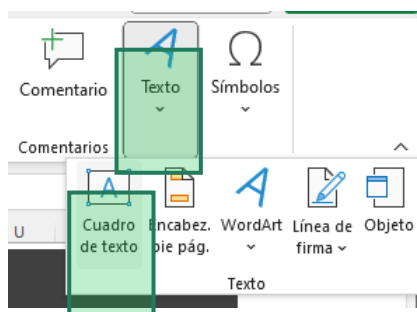 Comentario Texto Símbolos
Comentarios
Cuadro Encabez. WordArt Línea de Objeto
de texto pie pág. firma
Texto
U